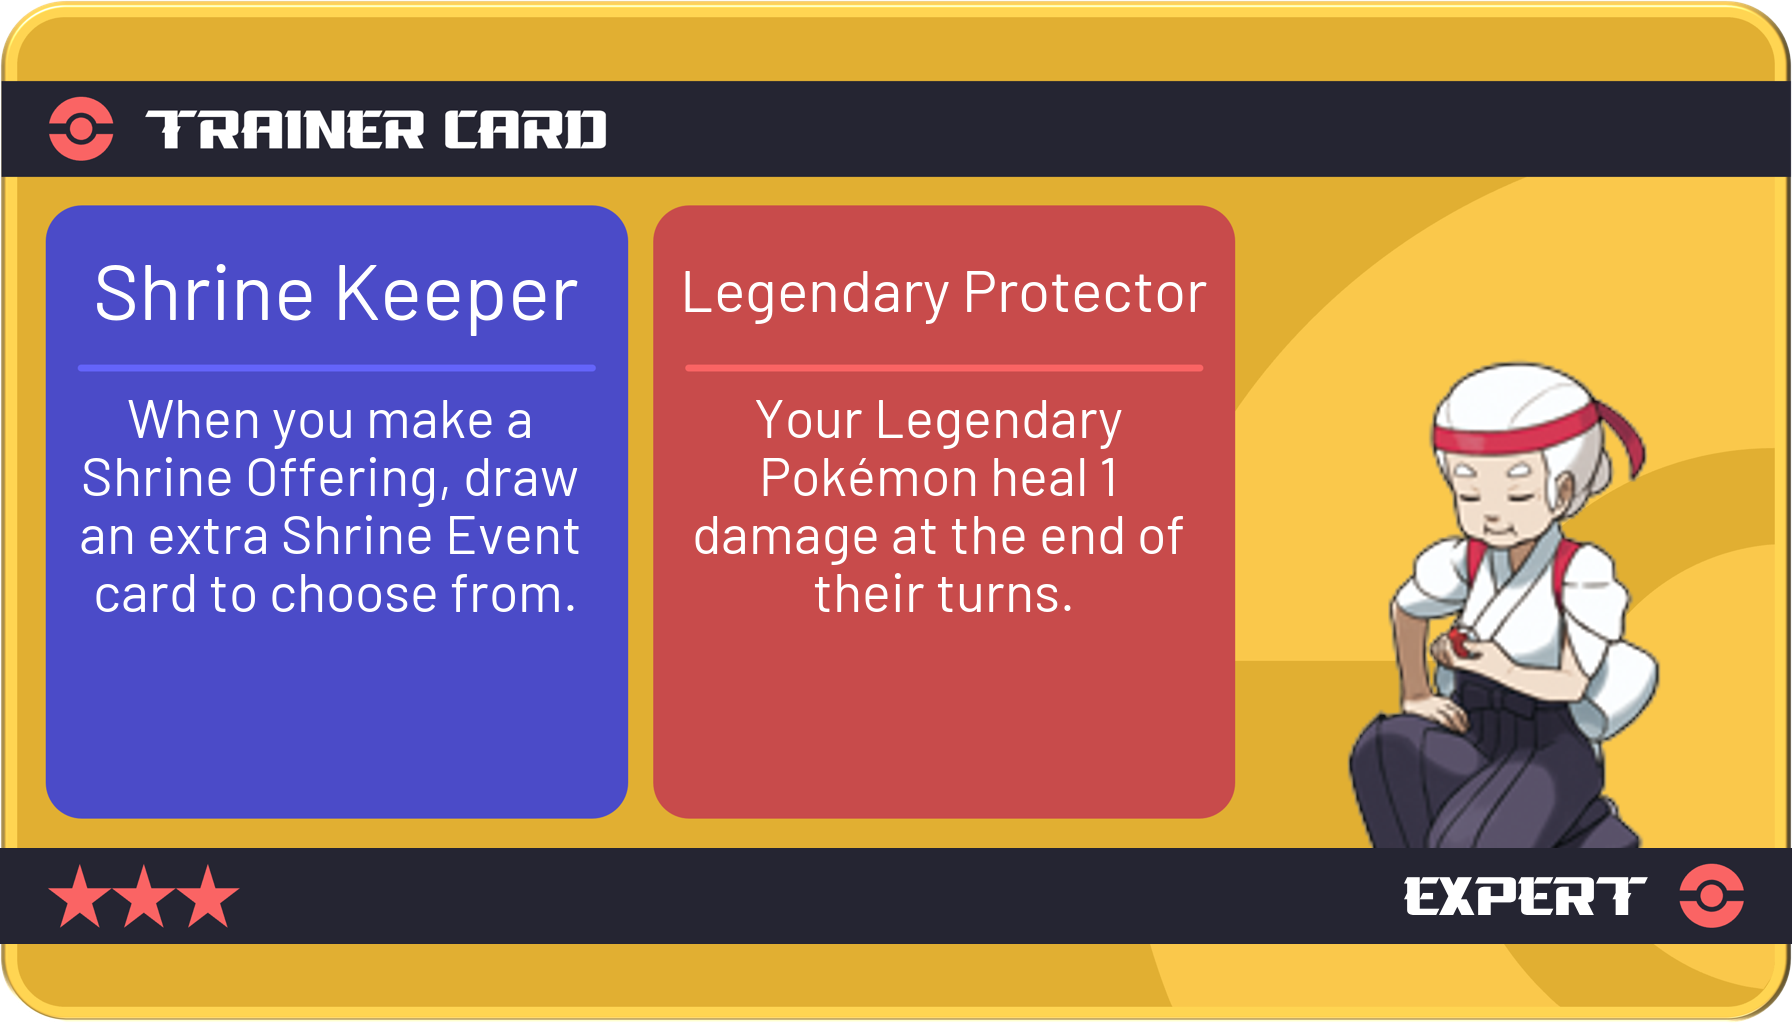 TRAINER CARD
Shrine Keeper
When you make a
Shrine Offering, draw
an extra Shrine Event
card to choose from.
Legendary Protector
Your Legendary
Pokémon heal 1
damage at the end of
their turns.
EXPERT